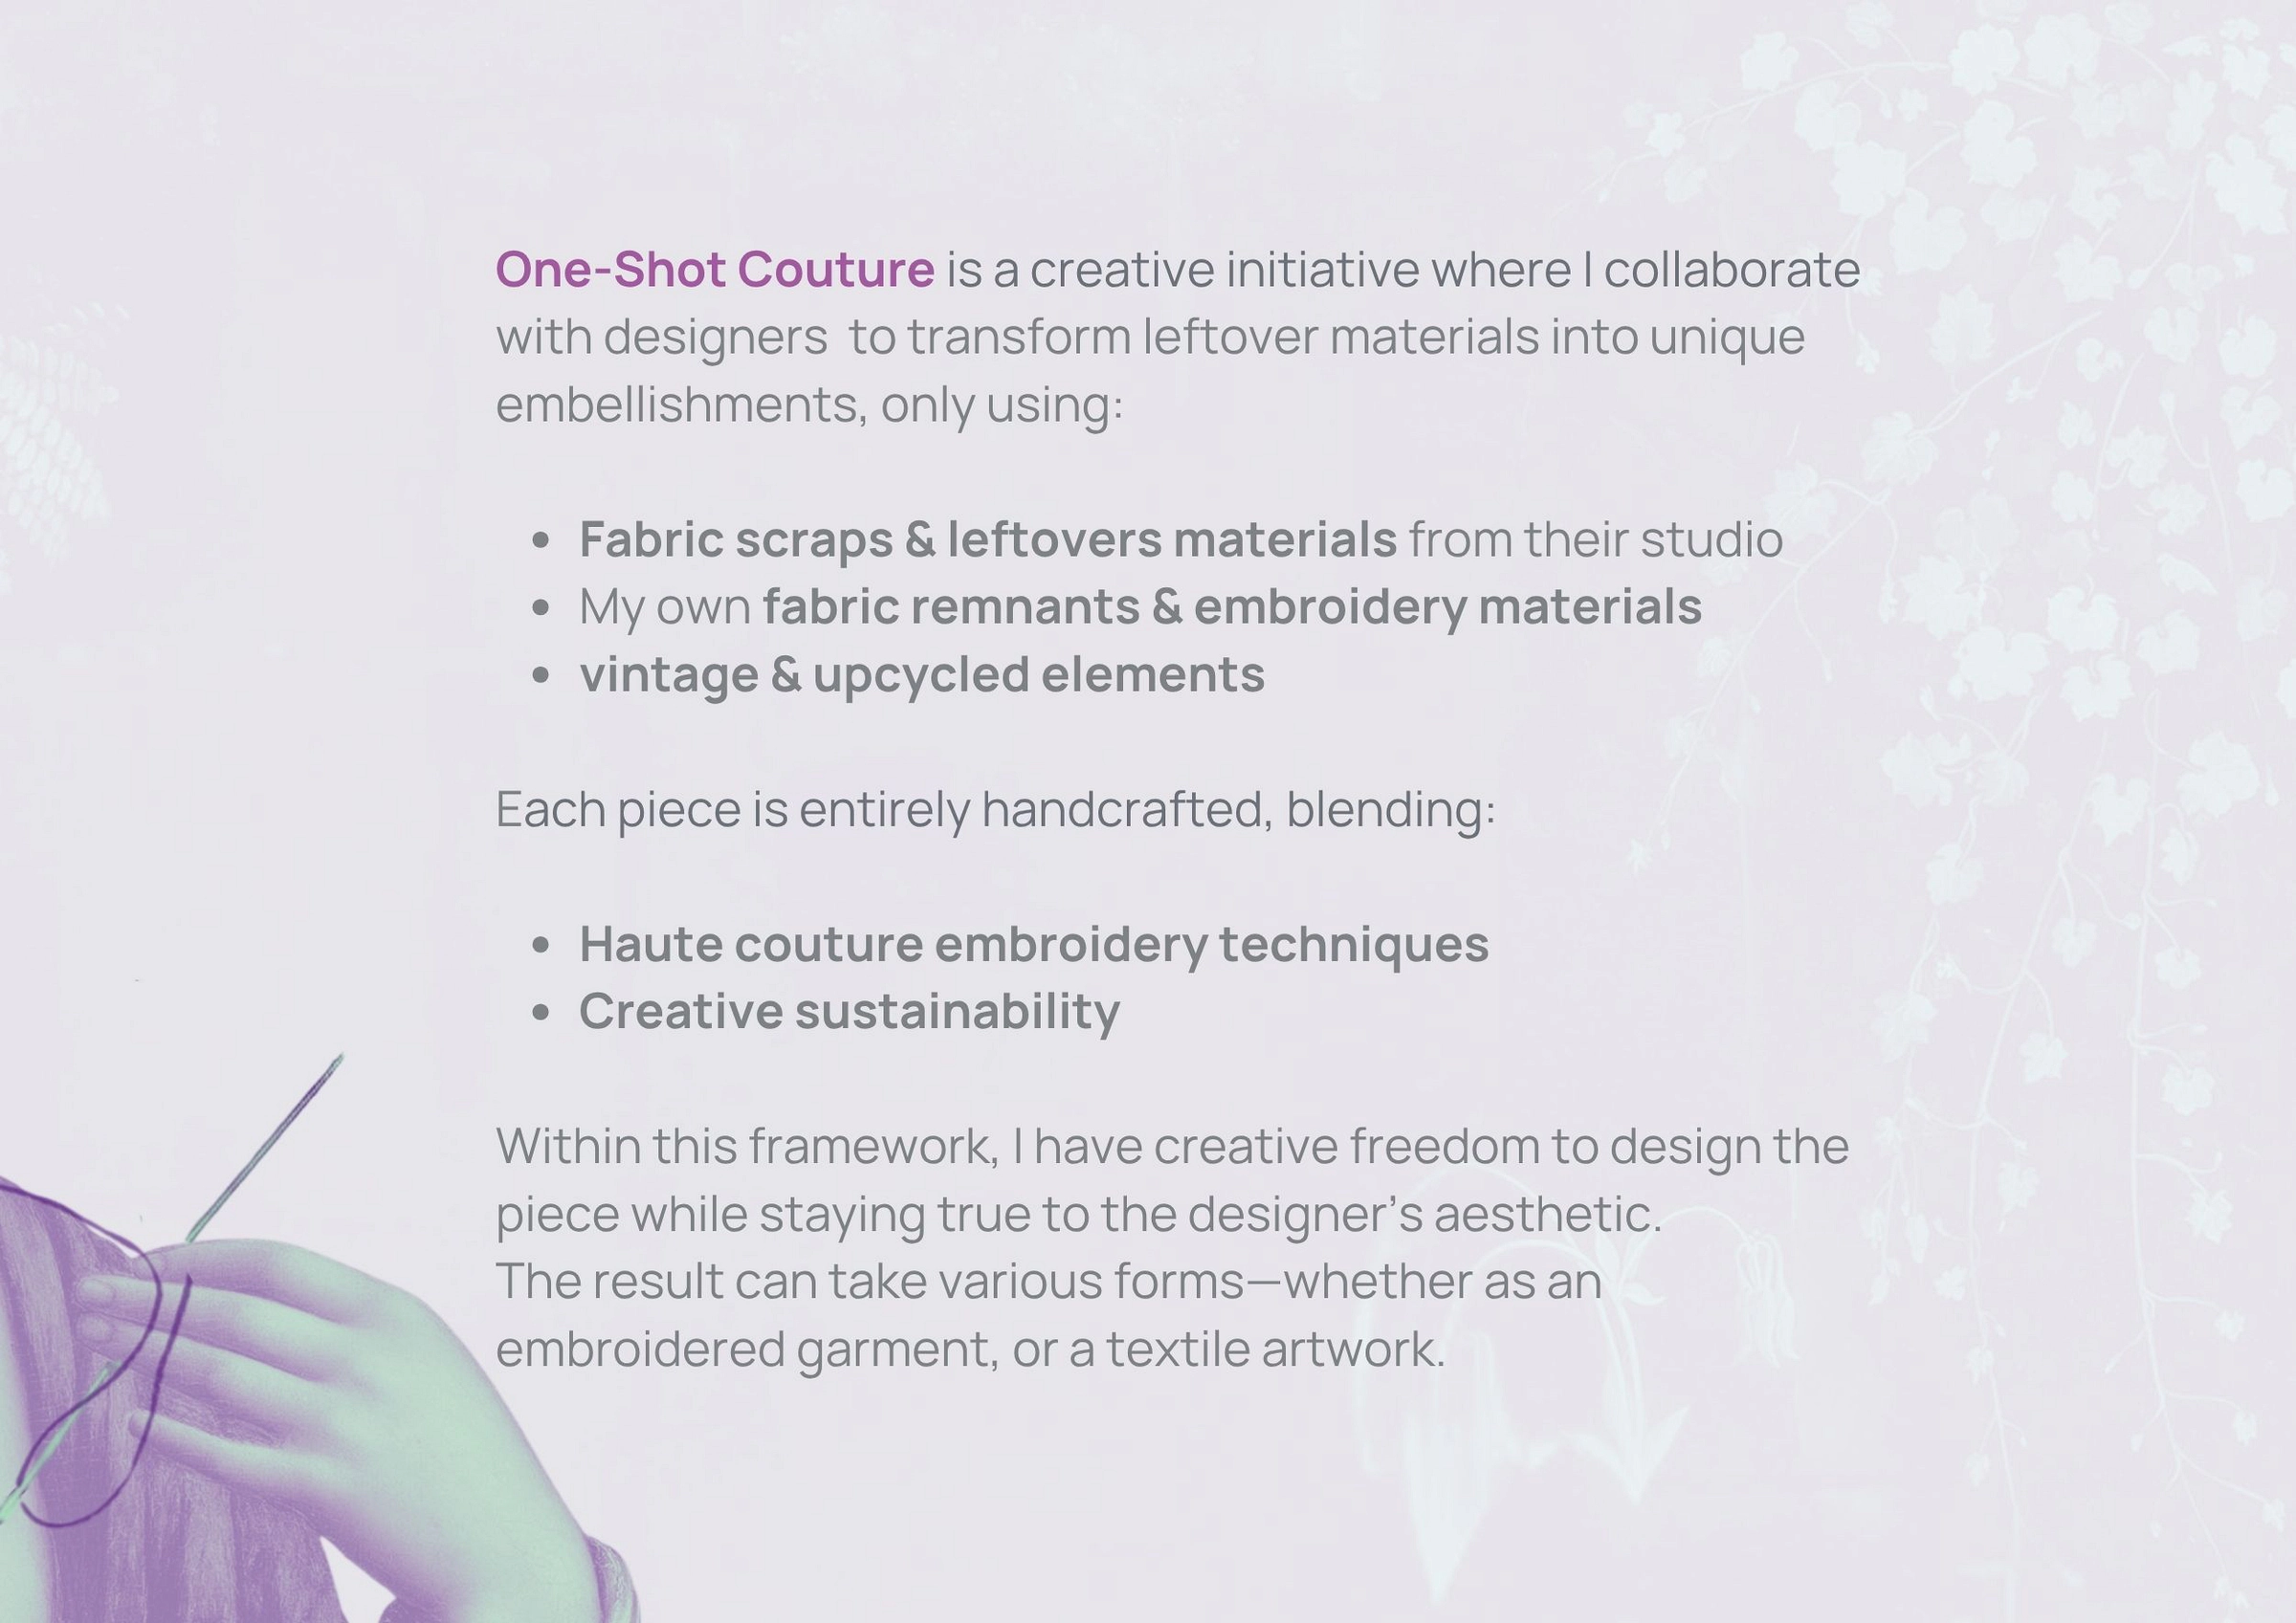 One-Shot Couture is a creative initiative where I collaborate
with designers  to transform leftover materials into unique
embellishments, only using:
• Fabric scraps & leftovers materials from their studio
• My own fabric remnants & embroidery materials
• vintage & upcycled elements
Each piece is entirely handcrafted, blending:
• Haute couture embroidery techniques
• Creative sustainability
Within this framework, I have creative freedom to design the
piece while staying true to the designer’s aesthetic.
The result can take various forms—whether as an
embroidered garment, or a textile artwork.